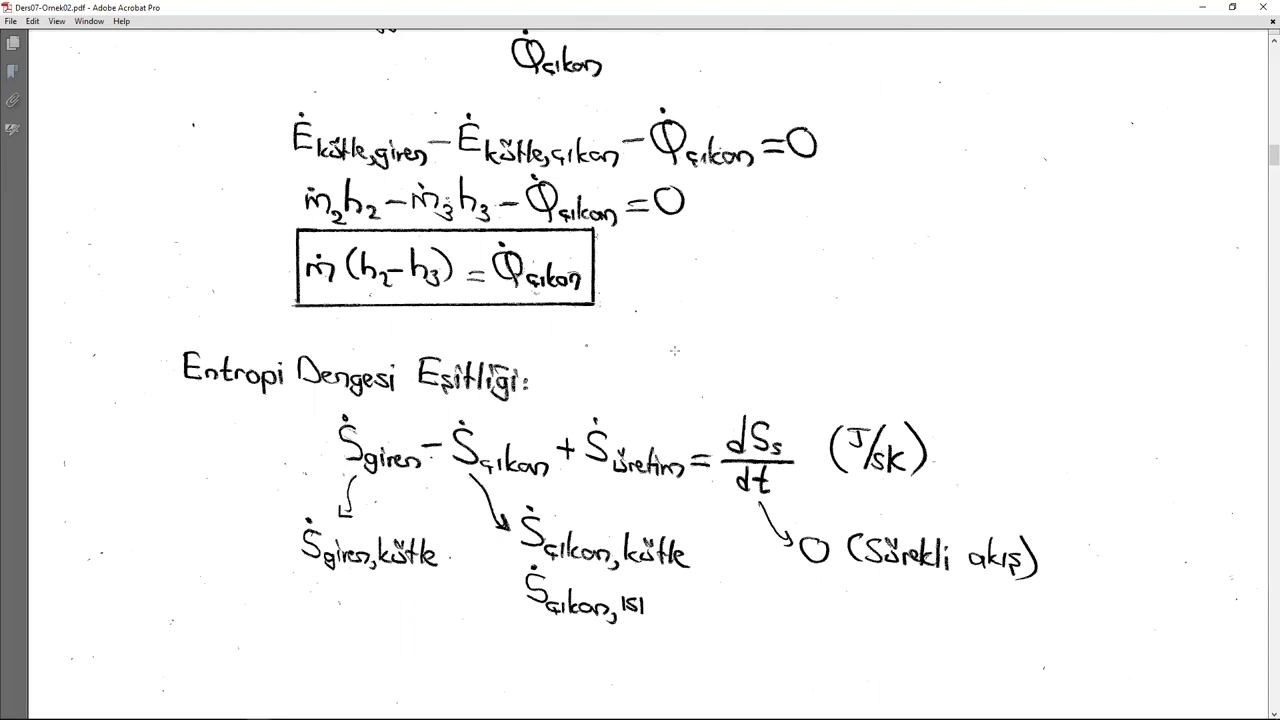 Ders07-Ornek02.pdf - Adobe Acrobat Pro
File Edit View Window Help
Q̇çıkan
Ėkütle,giren − Ėkütle,çıkan − Q̇çıkan = 0
ṁ₂h₂ − ṁ₃h₃ − Q̇çıkan = 0
ṁ (h₂−h₃) = Q̇çıkan
Entropi Dengesi Eşitliği:
Ṡgiren − Ṡçıkan + Ṡüretim = dSs/dt (J/sK)
Ṡgiren,kütle Ṡçıkan,kütle 0 (Sürekli akış)
Ṡçıkan,ısı